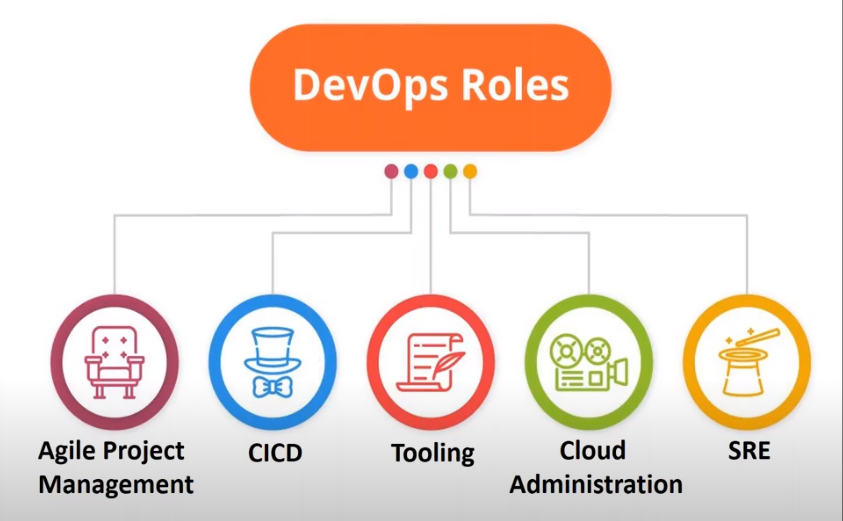 DevOps Roles
Agile Project
Management
CICD
Tooling
Cloud
Administration
SRE